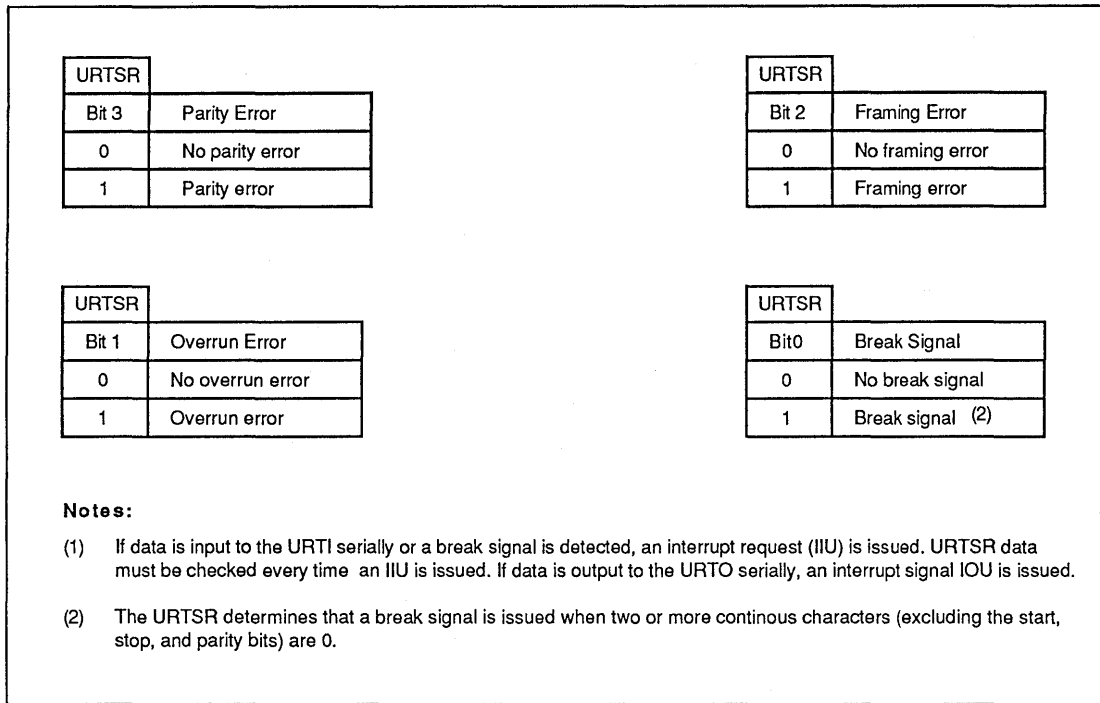 URTSR
Bit 3 Parity Error
0 No parity error
1 Parity error
URTSR
Bit 2 Framing Error
0 No framing error
1 Framing error
URTSR
Bit 1 Overrun Error
0 No overrun error
1 Overrun error
URTSR
Bit0 Break Signal
0 No break signal
1 Break signal (2)
Notes:
(1) If data is input to the URTI serially or a break signal is detected, an interrupt request (IIU) is issued. URTSR data
must be checked every time an IIU is issued. If data is output to the URTO serially, an interrupt signal IOU is issued.
(2) The URTSR determines that a break signal is issued when two or more continous characters (excluding the start,
stop, and parity bits) are 0.